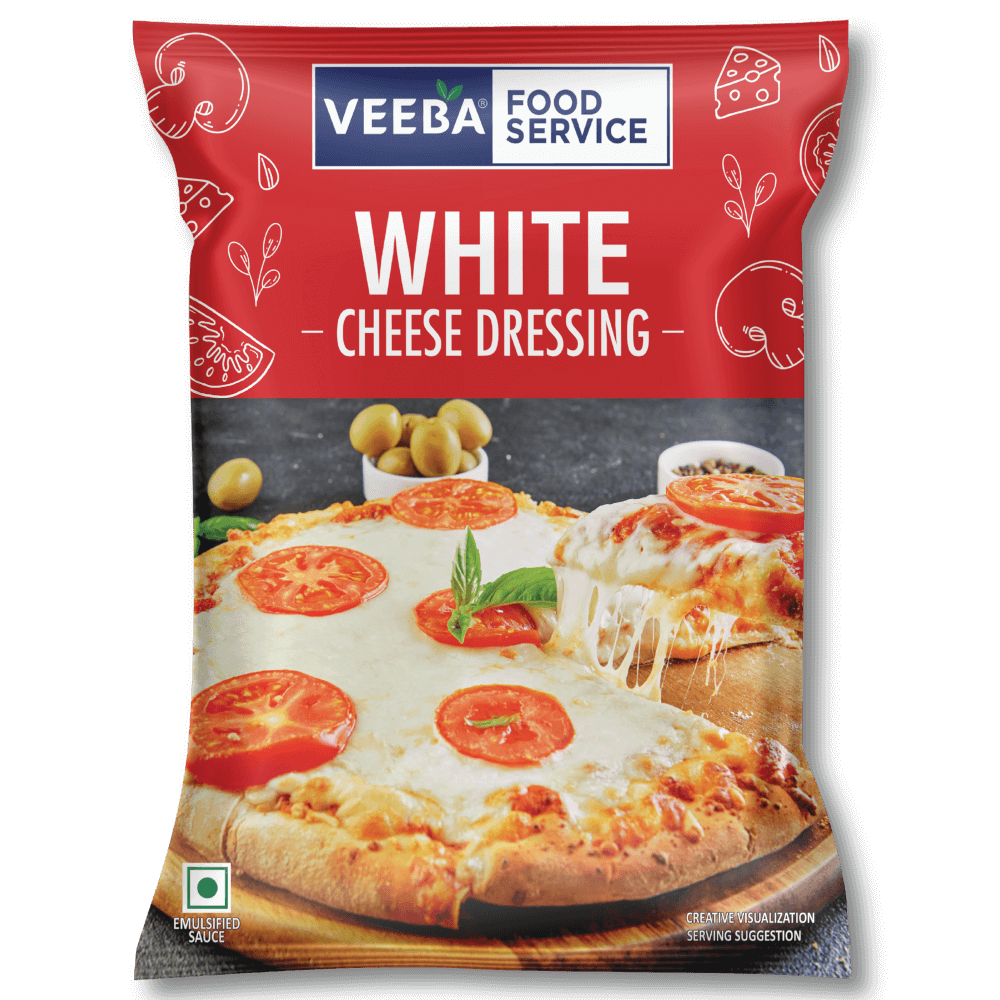 VEEBA®
FOOD
SERVICE
WHITE
CHEESE DRESSING
EMULSIFIED
SAUCE
CREATIVE VISUALIZATION
SERVING SUGGESTION